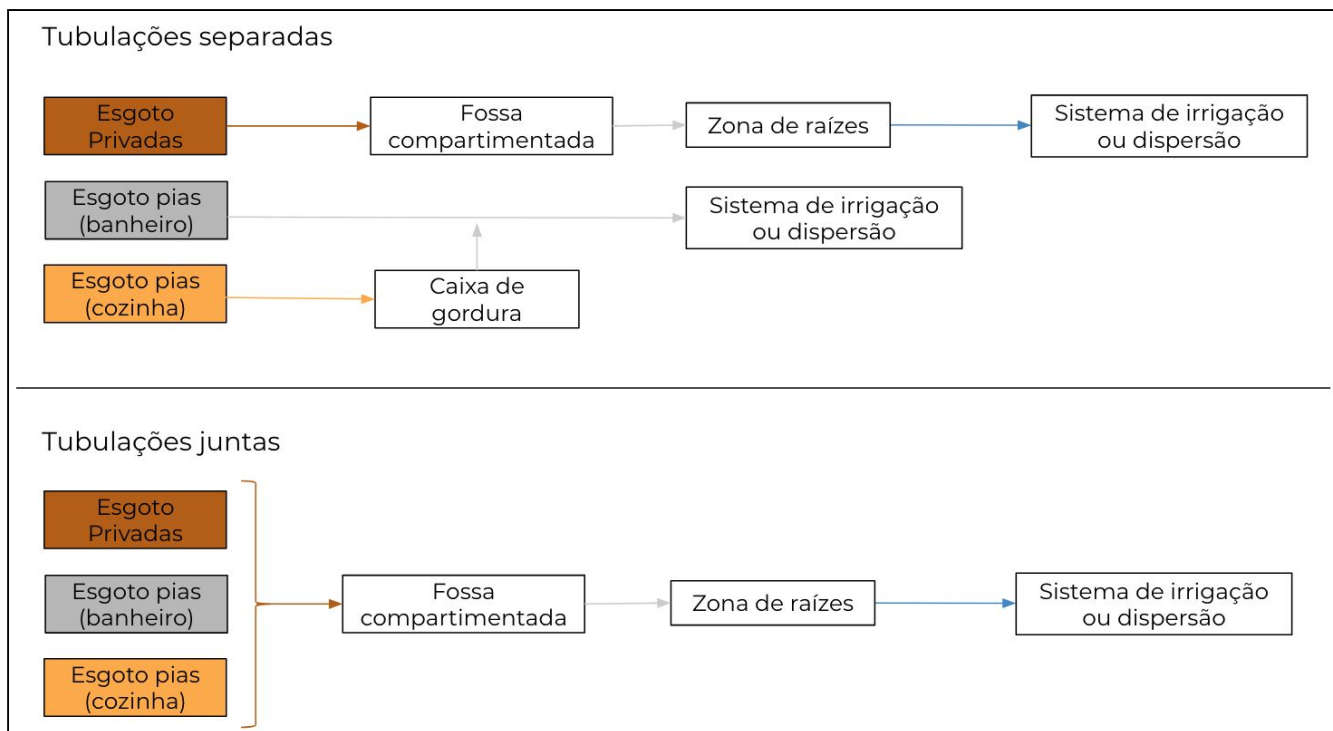 Tubulações separadas
Esgoto
Privadas
Fossa
compartimentada
Zona de raízes
Sistema de irrigação
ou dispersão
Esgoto pias
(banheiro)
Sistema de irrigação
ou dispersão
Esgoto pias
(cozinha)
Caixa de
gordura
Tubulações juntas
Esgoto
Privadas
Esgoto pias
(banheiro)
Esgoto pias
(cozinha)
Fossa
compartimentada
Zona de raízes
Sistema de irrigação
ou dispersão